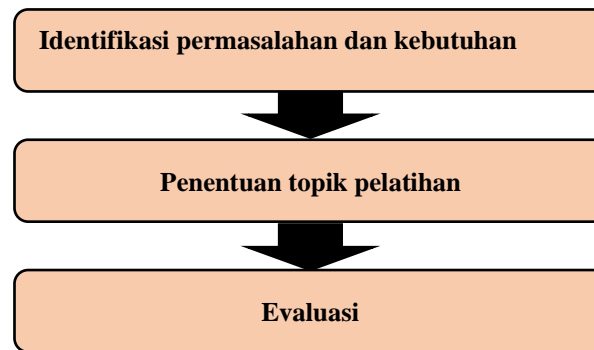 Identifikasi permasalahan dan kebutuhan
Penentuan topik pelatihan
Evaluasi